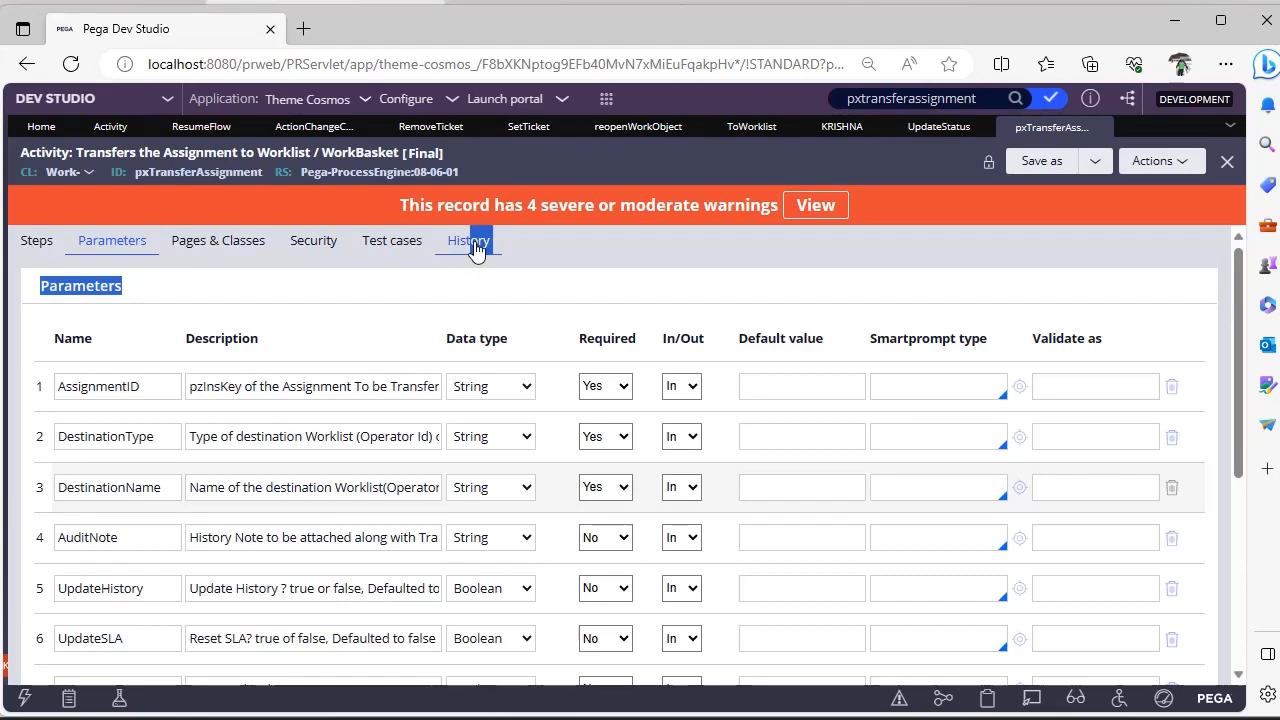 PEGA Pega Dev Studio
localhost:8080/prweb/PRServlet/app/theme-cosmos_/F8bXKNptog9EFb40MvN7xMiEuFqakpHv*/!STANDARD?p...
DEV STUDIO Application: Theme Cosmos Configure Launch portal pxtransferassignment DEVELOPMENT
Home Activity ResumeFlow ActionChangeC... RemoveTicket SetTicket reopenWorkObject ToWorklist KRISHNA UpdateStatus pxTransferAss...
Activity: Transfers the Assignment to Worklist / WorkBasket [Final]
CL: Work- ID: pxTransferAssignment RS: Pega-ProcessEngine:08-06-01
Save as Actions
This record has 4 severe or moderate warnings View
Steps Parameters Pages & Classes Security Test cases History
Parameters
Name Description Data type Required In/Out Default value Smartprompt type Validate as
1 AssignmentID pzInsKey of the Assignment To be Transfer String Yes In
2 DestinationType Type of destination Worklist (Operator Id) String Yes In
3 DestinationName Name of the destination Worklist(Operator String Yes In
4 AuditNote History Note to be attached along with Tra String No In
5 UpdateHistory Update History ? true or false, Defaulted to Boolean No In
6 UpdateSLA Reset SLA? true of false, Defaulted to false Boolean No In
PEGA